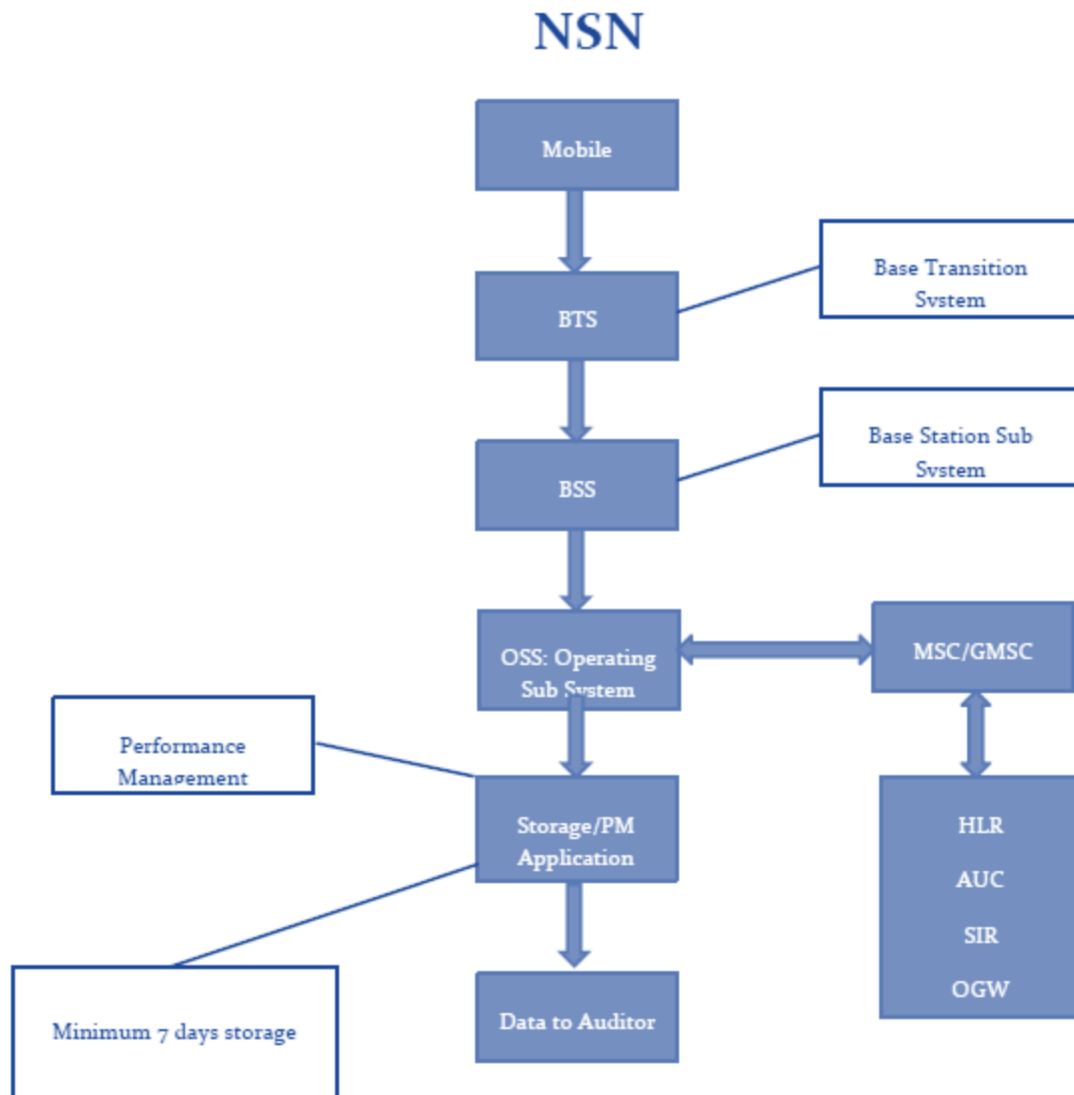 NSN
Mobile
Base Transition
System
BTS
Base Station Sub
System
BSS
OSS: Operating
Sub System
MSC/GMSC
Performance
Management
Storage/PM
Application
HLR
AUC
SIR
OGW
Minimum 7 days storage
Data to Auditor